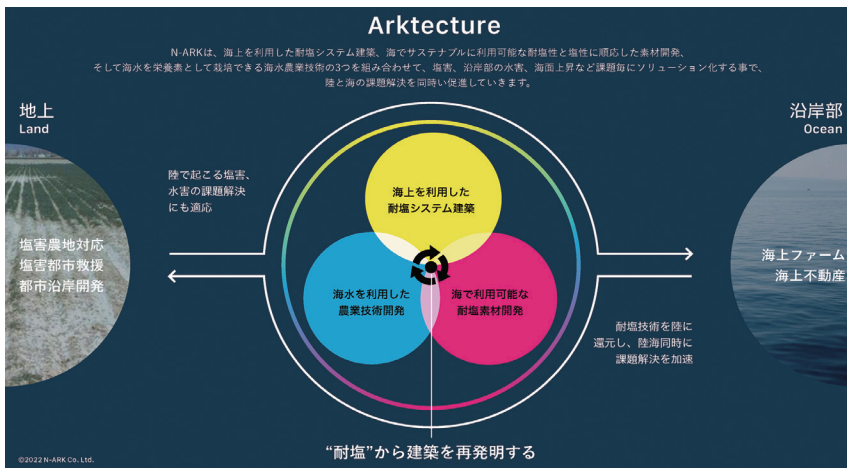 Arktecture
N-ARKは、海上を利用した耐塩システム建築、海でサステナブルに利用可能な耐塩性と塩性に順応した素材開発、
そして海水を栄養素として栽培できる海水農業技術の3つを組み合わせて、塩害、沿岸部の水害、海面上昇など課題毎にソリューション化する事で、
陸と海の課題解決を同時い促進していきます。
地上
Land
沿岸部
Ocean
陸で起こる塩害、
水害の課題解決
にも適応
海上を利用した
耐塩システム建築
塩害農地対応
塩害都市救援
都市沿岸開発
海上ファーム
海上不動産
海水を利用した
農業技術開発
海で利用可能な
耐塩素材開発
耐塩技術を陸に
還元し、陸海同時に
課題解決を加速
“耐塩”から建築を再発明する
©2022 N-ARK Co. Ltd.